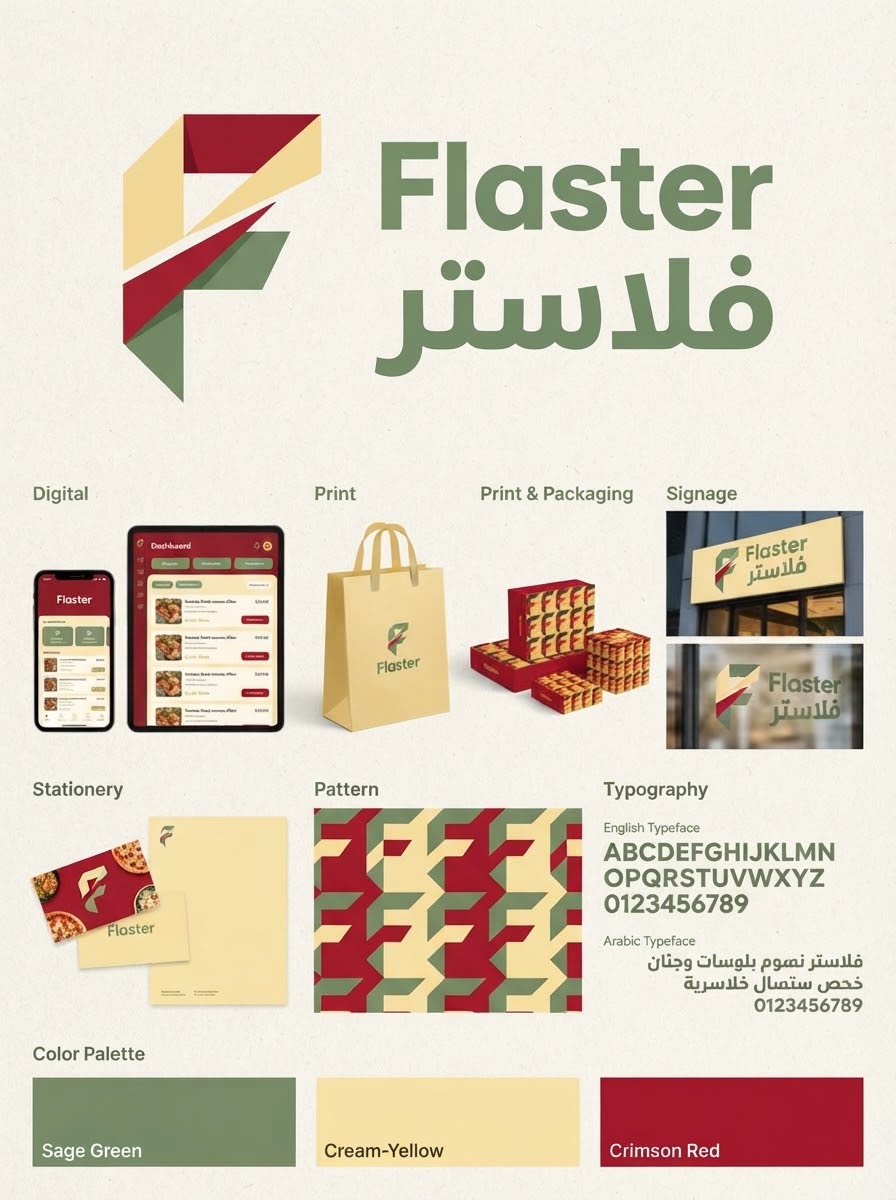 Flaster
فلاستر
Digital
Print
Print & Packaging
Signage
Flaster
Flaster
Flaster
فلاستر
Flaster
فلاستر
Stationery
Pattern
Typography
Flaster
English Typeface
ABCDEFGHIJKLMN
OPQRSTUVWXYZ
0123456789
Arabic Typeface
فلاستر نصوم بلوسات وجنان
خحص ستمال خلاسرية
0123456789
Color Palette
Sage Green
Cream-Yellow
Crimson Red